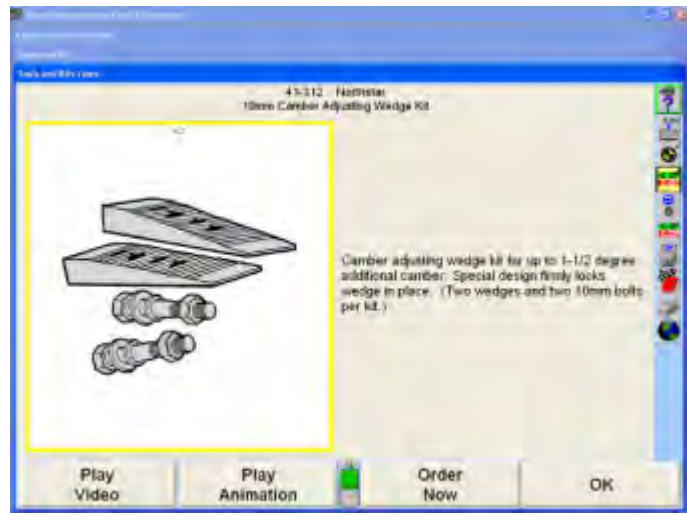 41-312 Northstar
10mm Camber Adjusting Wedge Kit
Camber adjusting wedge kit for up to 1-1/2 degree
additional camber. Special design firmly locks
wedge in place. (Two wedges and two 10mm bolts
per kit.)
Play
Video
Play
Animation
Order
Now
OK